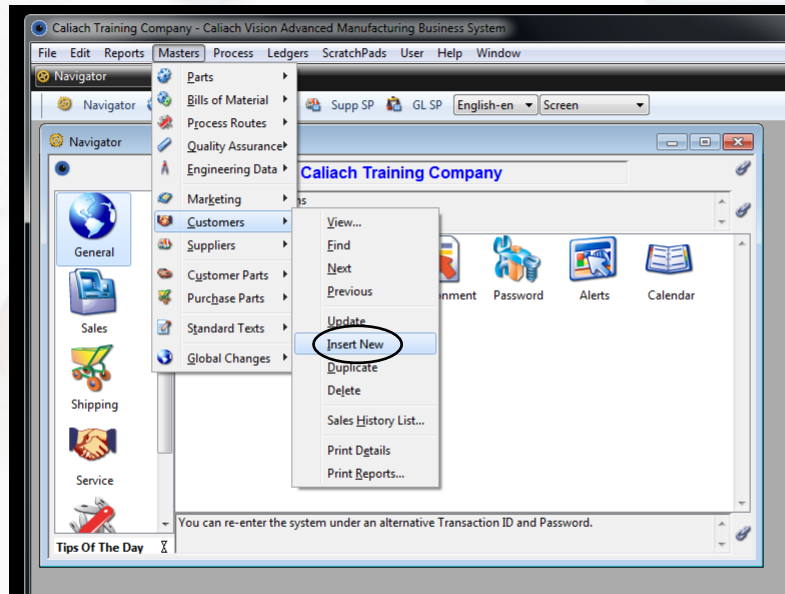 Caliach Training Company - Caliach Vision Advanced Manufacturing Business System
File Edit Reports Masters Process Ledgers ScratchPads User Help Window
Navigator
Navigator Supp SP GL SP English-en Screen
Navigator
Caliach Training Company
General
Sales
Shipping
Service
Tips Of The Day
Parts
Bills of Material
Process Routes
Quality Assurance
Engineering Data
Marketing
Customers
Suppliers
Customer Parts
Purchase Parts
Standard Texts
Global Changes
View...
Find
Next
Previous
Update
Insert New
Duplicate
Delete
Sales History List...
Print Details
Print Reports...
Password
Alerts
Calendar
You can re-enter the system under an alternative Transaction ID and Password.